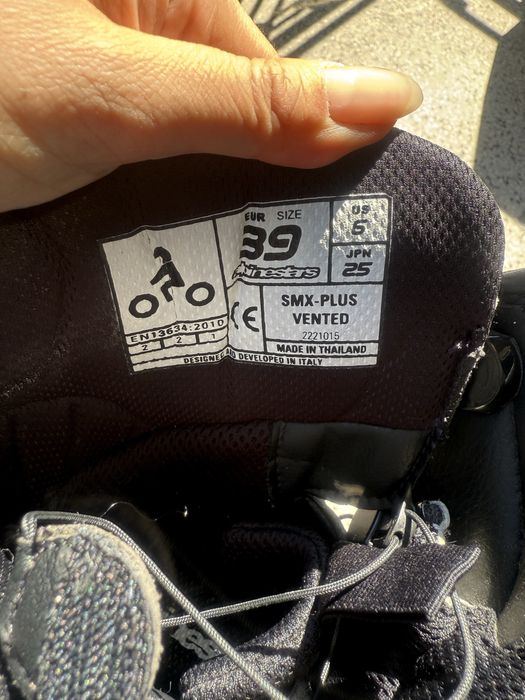 EUR SIZE
39
alpinestars
US
6
JPN
25
SMX-PLUS
VENTED
2221015
MADE IN THAILAND
EN13634:2010
2 2 1
CE
DESIGNED AND DEVELOPED IN ITALY